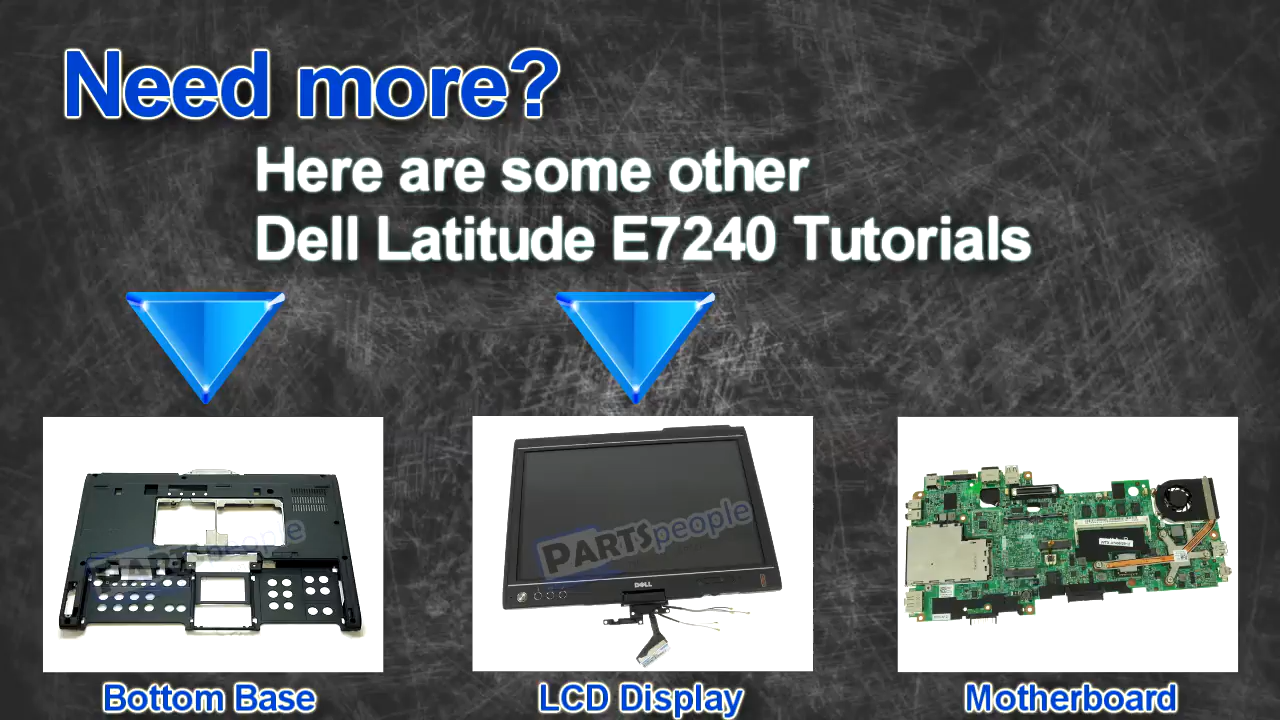 Need more?
Here are some other
Dell Latitude E7240 Tutorials
PARTSpeople
PARTSpeople
DELL
Bottom Base
LCD Display
Motherboard